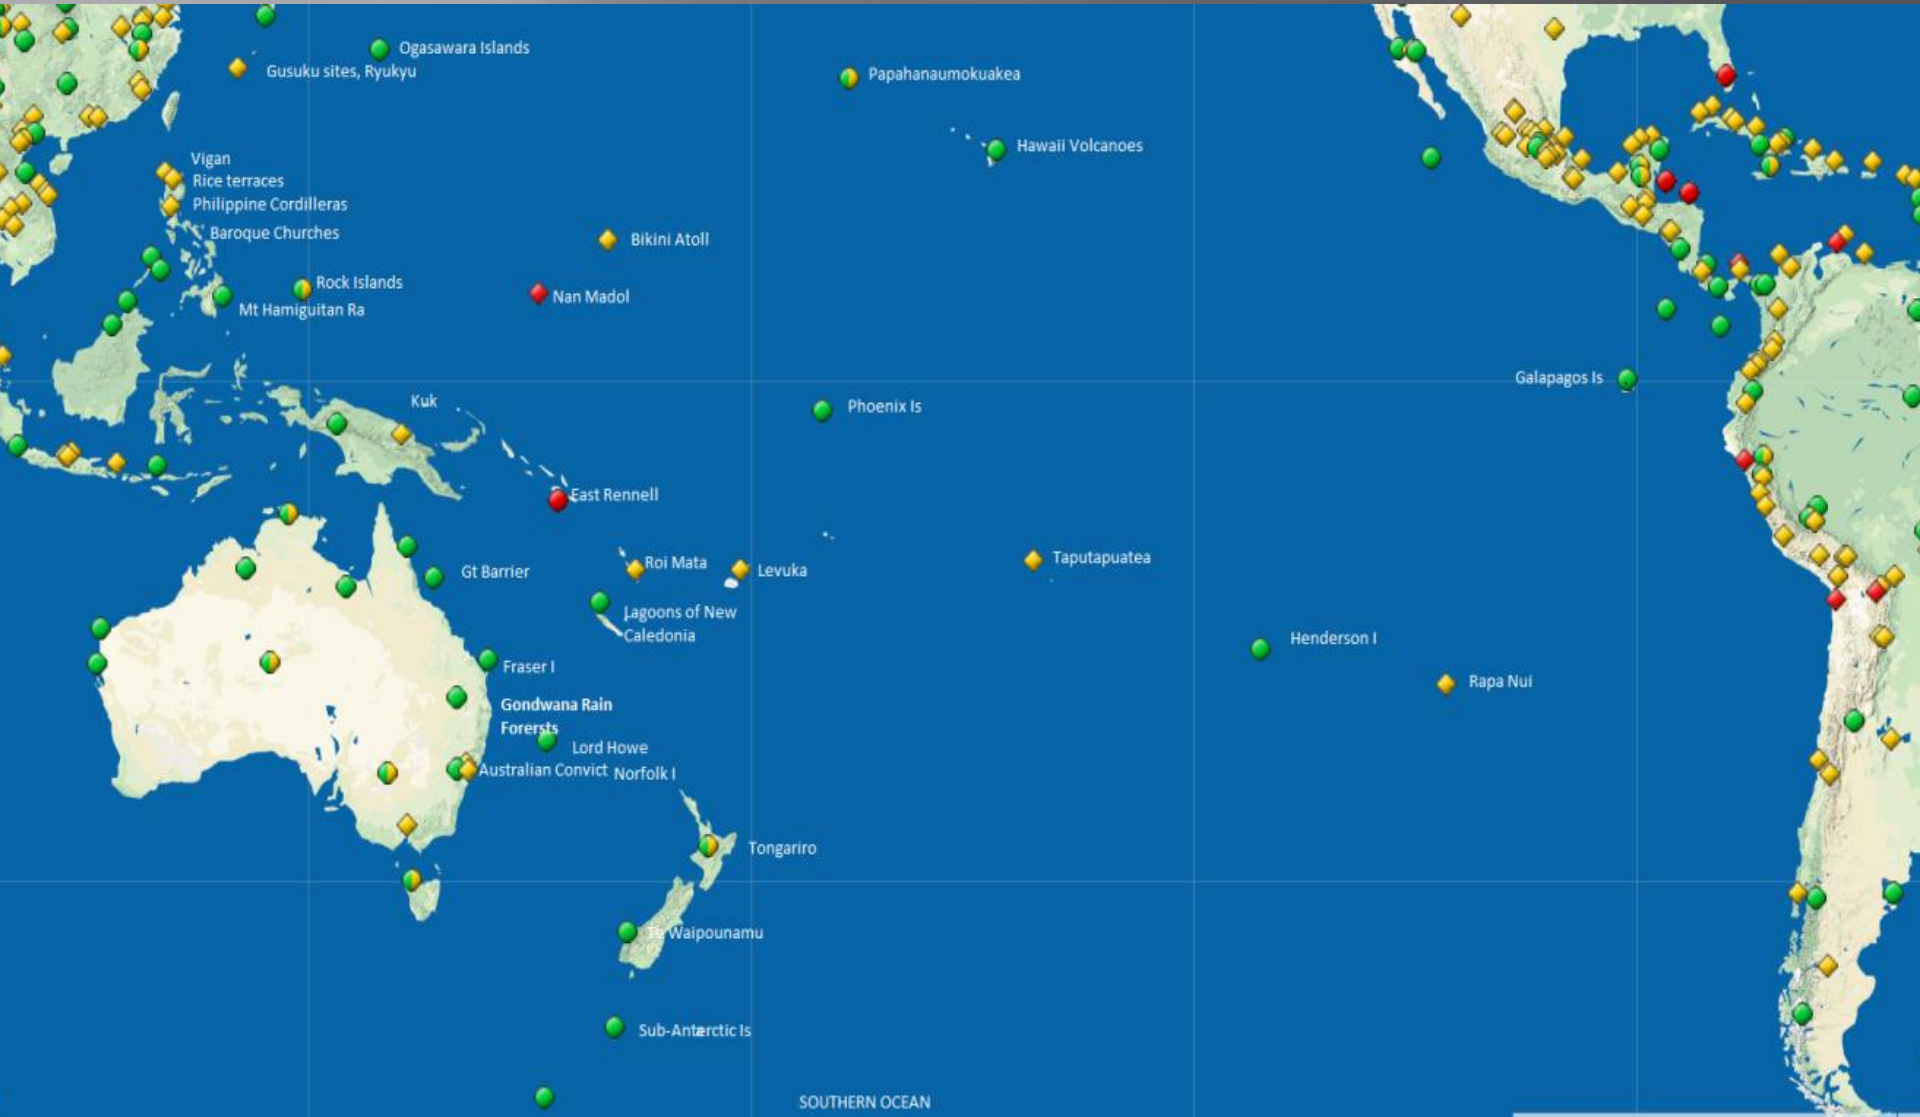 Ogasawara Islands
Gusuku sites, Ryukyu
Papahanaumokuakea
Hawaii Volcanoes
Vigan
Rice terraces
Philippine Cordilleras
Baroque Churches
Bikini Atoll
Rock Islands
Nan Madol
Mt Hamiguitan Ra
Galapagos Is
Kuk
Phoenix Is
East Rennell
Roi Mata
Levuka
Taputapuatea
Gt Barrier
Lagoons of New
Caledonia
Henderson I
Fraser I
Rapa Nui
Gondwana Rain
Forersts
Lord Howe
Australian Convict
Norfolk I
Tongariro
Te Waipounamu
Sub-Antarctic Is
SOUTHERN OCEAN